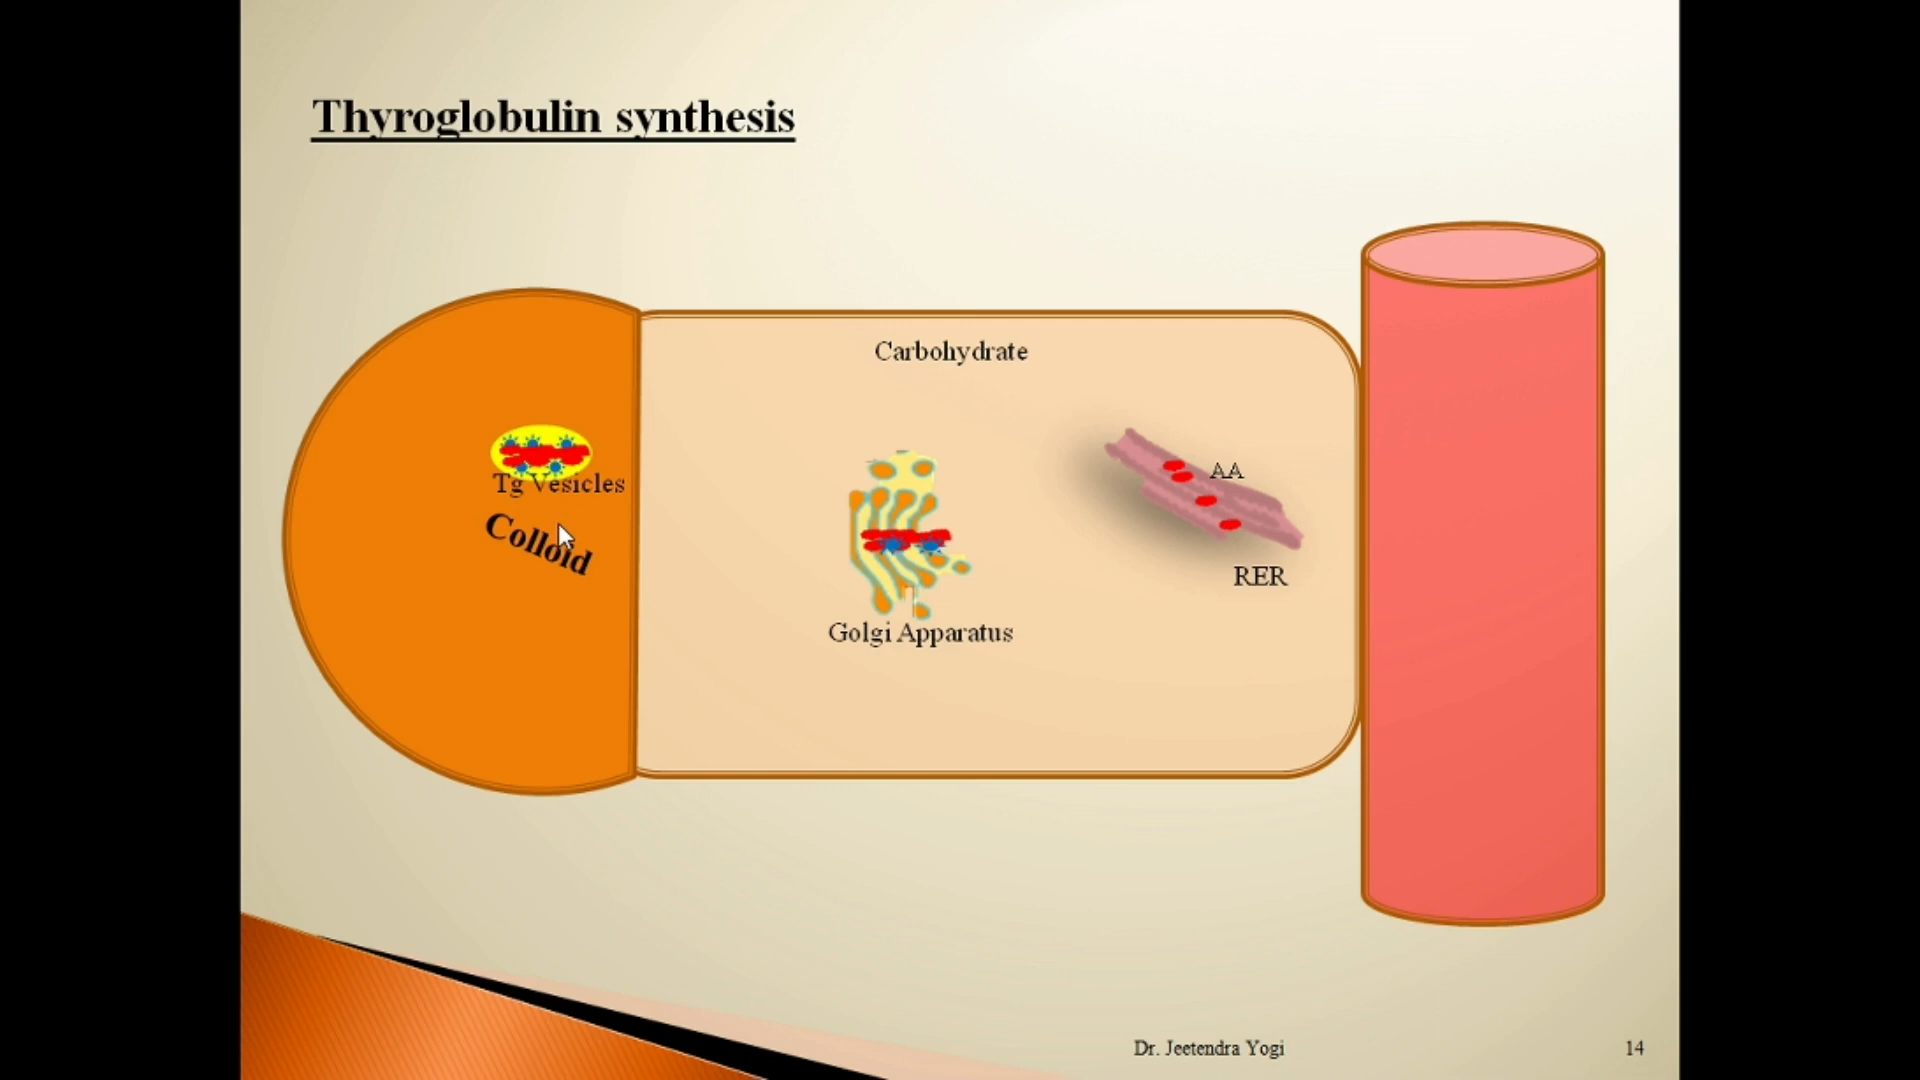 Thyroglobulin synthesis
Carbohydrate
AA
Tg Vesicles
Colloid
RER
Golgi Apparatus
Dr. Jeetendra Yogi
14